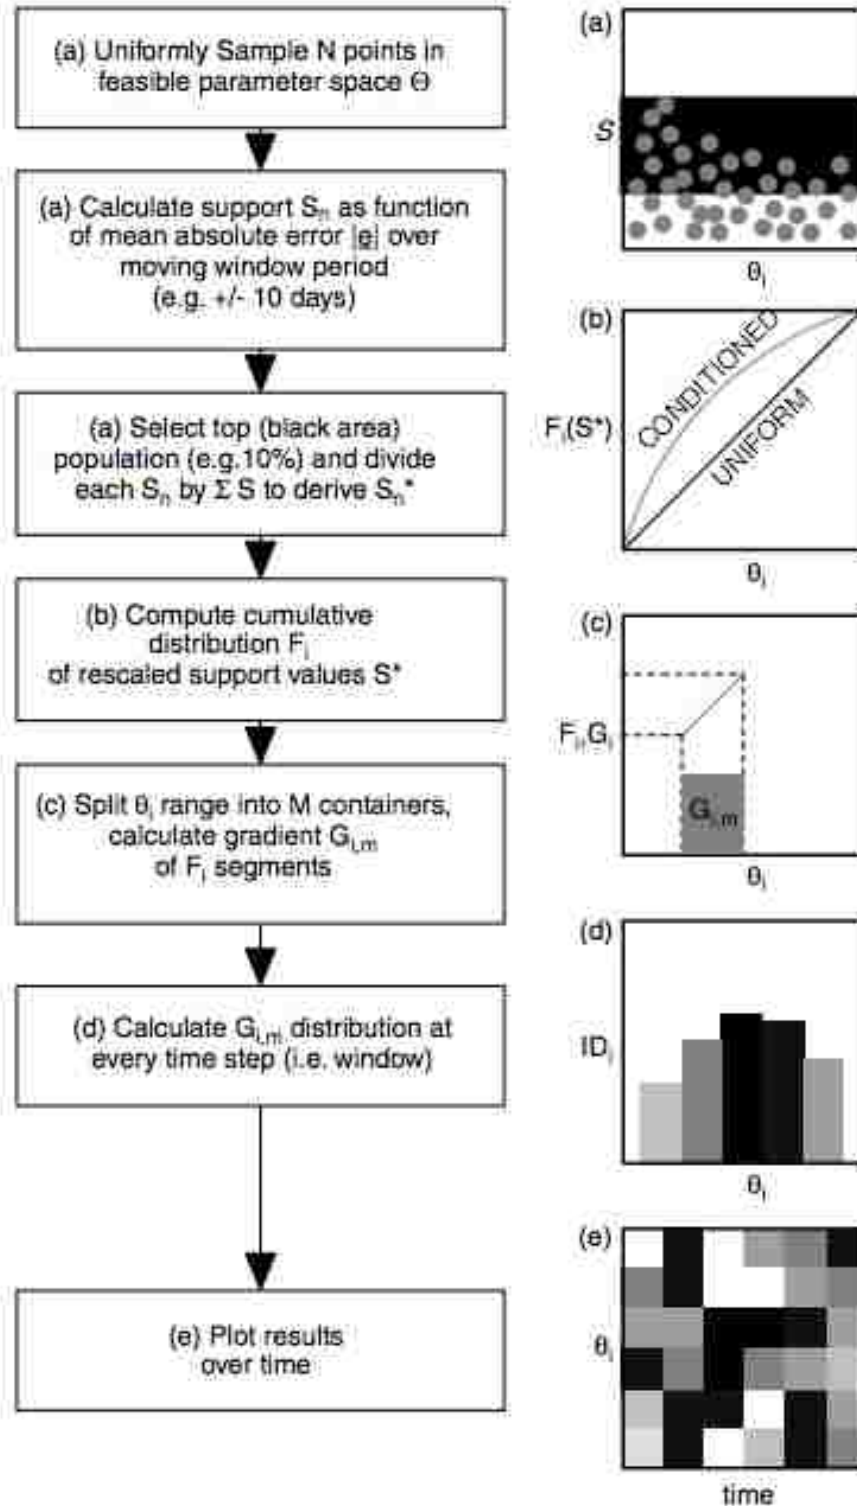 (a) Uniformly Sample N points in
feasible parameter space Θ
(a) Calculate support Sₙ as function
of mean absolute error |e| over
moving window period
(e.g. +/- 10 days)
(a) Select top (black area)
population (e.g.10%) and divide
each Sₙ by Σ S to derive Sₙ*
(b) Compute cumulative
distribution Fᵢ
of rescaled support values S*
(c) Split θᵢ range into M containers,
calculate gradient Gᵢ,ₘ
of Fᵢ segments
(d) Calculate Gᵢ,ₘ distribution at
every time step (i.e. window)
(e) Plot results
over time
(a)
S
θᵢ
(b)
CONDITIONED
UNIFORM
Fᵢ(S*)
θᵢ
(c)
Fᵢ,Gᵢ
Gᵢ,ₘ
θᵢ
(d)
IDᵢ
θᵢ
(e)
θᵢ
time